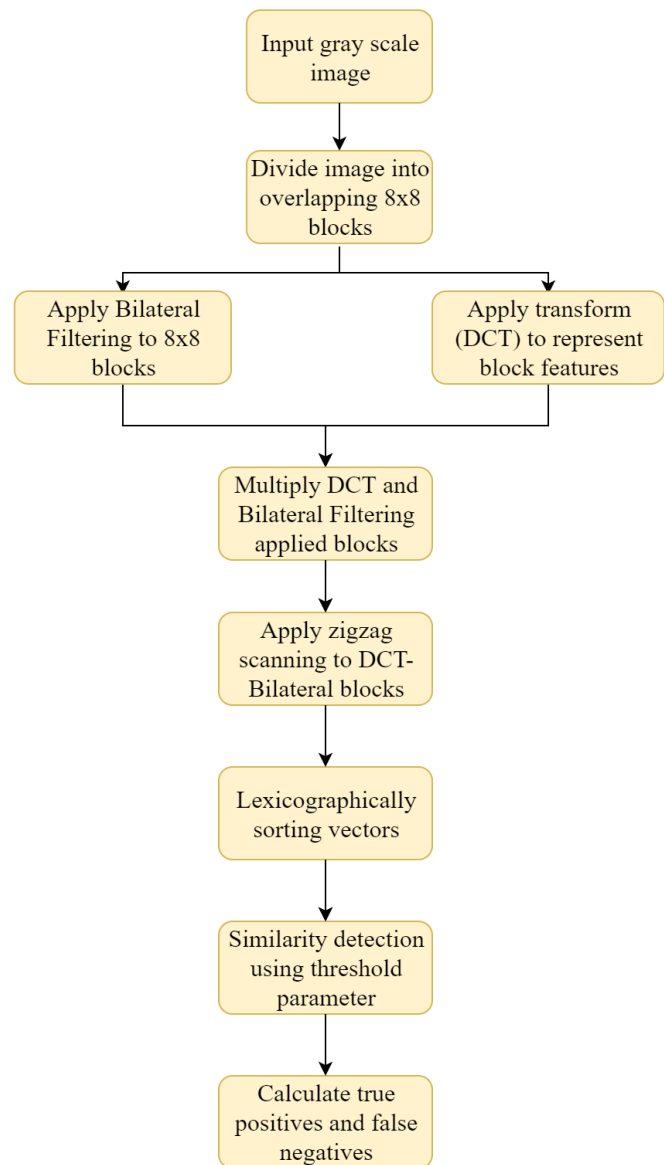 Input gray scale
image
Divide image into
overlapping 8x8
blocks
Apply Bilateral
Filtering to 8x8
blocks
Apply transform
(DCT) to represent
block features
Multiply DCT and
Bilateral Filtering
applied blocks
Apply zigzag
scanning to DCT-
Bilateral blocks
Lexicographically
sorting vectors
Similarity detection
using threshold
parameter
Calculate true
positives and false
negatives